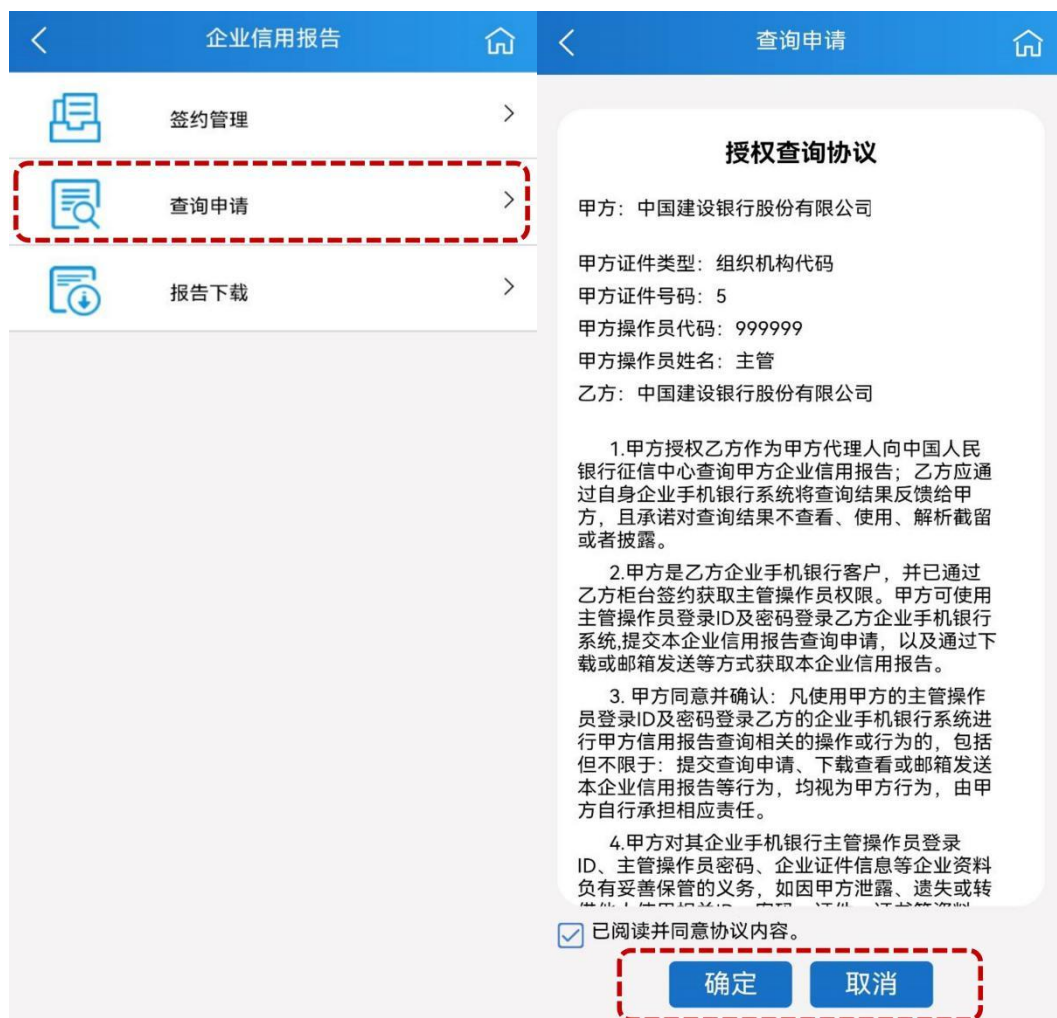 企业信用报告
签约管理
查询申请
报告下载
查询申请
授权查询协议
甲方：中国建设银行股份有限公司
甲方证件类型：组织机构代码
甲方证件号码：5
甲方操作员代码：999999
甲方操作员姓名：主管
乙方：中国建设银行股份有限公司
1.甲方授权乙方作为甲方代理人向中国人民
银行征信中心查询甲方企业信用报告；乙方应通
过自身企业手机银行系统将查询结果反馈给甲
方，且承诺对查询结果不查看、使用、解析截留
或者披露。
2.甲方是乙方企业手机银行客户，并已通过
乙方柜台签约获取主管操作员权限。甲方可使用
主管操作员登录ID及密码登录乙方企业手机银行
系统,提交本企业信用报告查询申请，以及通过下
载或邮箱发送等方式获取本企业信用报告。
3. 甲方同意并确认：凡使用甲方的主管操作
员登录ID及密码登录乙方的企业手机银行系统进
行甲方信用报告查询相关的操作或行为的，包括
但不限于：提交查询申请、下载查看或邮箱发送
本企业信用报告等行为，均视为甲方行为，由甲
方自行承担相应责任。
4.甲方对其企业手机银行主管操作员登录
ID、主管操作员密码、企业证件信息等企业资料
负有妥善保管的义务，如因甲方泄露、遗失或转
已阅读并同意协议内容。
确定
取消